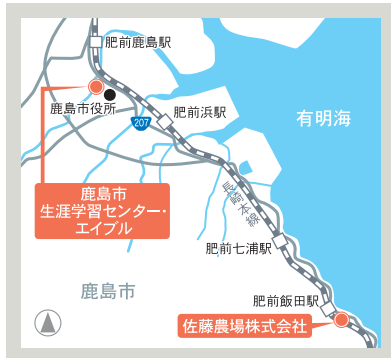 肥前鹿島駅
鹿島市役所
207
肥前浜駅
有明海
鹿島市
生涯学習センター・
エイブル
長崎本線
肥前七浦駅
鹿島市
肥前飯田駅
佐藤農場株式会社